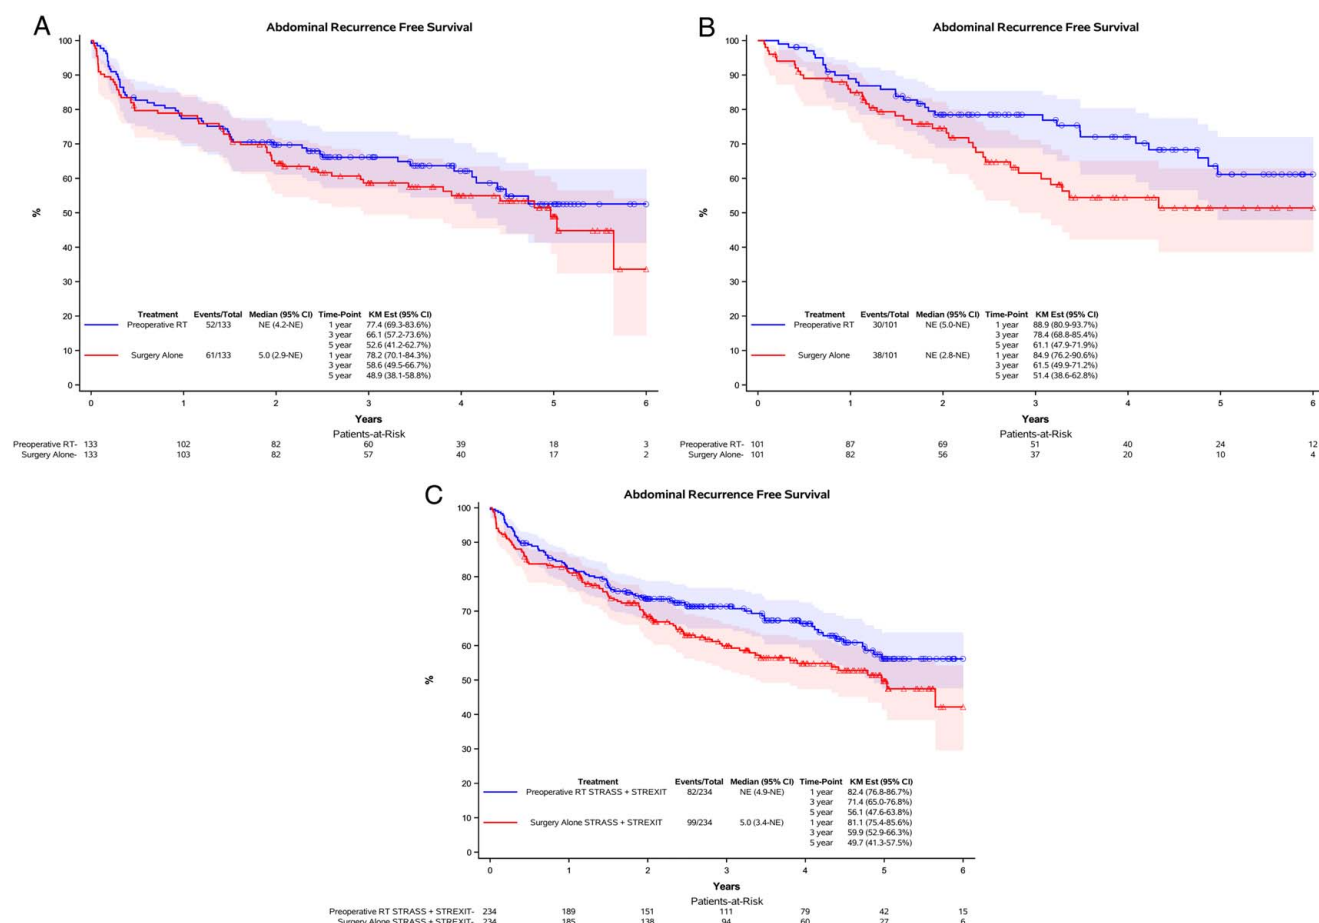 A
Abdominal Recurrence Free Survival
100
90
80
70
60
50
40
30
20
10
0
%
Treatment Events/Total Median (95% CI) Time-Point KM Est (95% CI)
Preoperative RT 52/133 NE (4.2-NE) 1 year 77.4 (69.3-83.6%)
3 year 66.1 (57.2-73.6%)
5 year 52.6 (41.2-62.7%)
Surgery Alone 61/133 5.0 (2.9-NE) 1 year 78.2 (70.1-84.3%)
3 year 58.6 (49.5-66.7%)
5 year 48.9 (38.1-58.8%)
0 1 2 3 4 5 6
Years
Patients-at-Risk
Preoperative RT- 133 102 82 60 39 18 3
Surgery Alone- 133 103 82 57 40 17 2
B
Abdominal Recurrence Free Survival
100
90
80
70
60
50
40
30
20
10
0
%
Treatment Events/Total Median (95% CI) Time-Point KM Est (95% CI)
Preoperative RT 30/101 NE (5.0-NE) 1 year 88.9 (80.9-93.7%)
3 year 78.4 (68.8-85.4%)
5 year 61.1 (47.9-71.9%)
Surgery Alone 38/101 NE (2.8-NE) 1 year 84.9 (76.2-90.6%)
3 year 61.5 (49.9-71.2%)
5 year 51.4 (38.6-62.8%)
0 1 2 3 4 5 6
Years
Patients-at-Risk
Preoperative RT- 101 87 69 51 40 24 12
Surgery Alone- 101 82 56 37 20 10 4
C
Abdominal Recurrence Free Survival
100
90
80
70
60
50
40
30
20
10
0
%
Treatment Events/Total Median (95% CI) Time-Point KM Est (95% CI)
Preoperative RT STRASS + STREXIT 82/234 NE (4.9-NE) 1 year 82.4 (76.8-86.7%)
3 year 71.4 (65.0-76.8%)
5 year 56.1 (47.6-63.8%)
Surgery Alone STRASS + STREXIT 99/234 5.0 (3.4-NE) 1 year 81.1 (75.4-85.6%)
3 year 59.9 (52.9-66.3%)
5 year 49.7 (41.3-57.5%)
0 1 2 3 4 5 6
Years
Patients-at-Risk
Preoperative RT STRASS + STREXIT- 234 189 151 111 79 42 15
Surgery Alone STRASS + STREXIT- 234 185 138 94 60 27 6